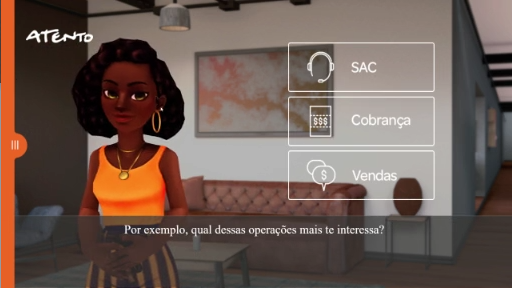 ATENTO
SAC
$$$
Cobrança
$
Vendas
Por exemplo, qual dessas operações mais te interessa?